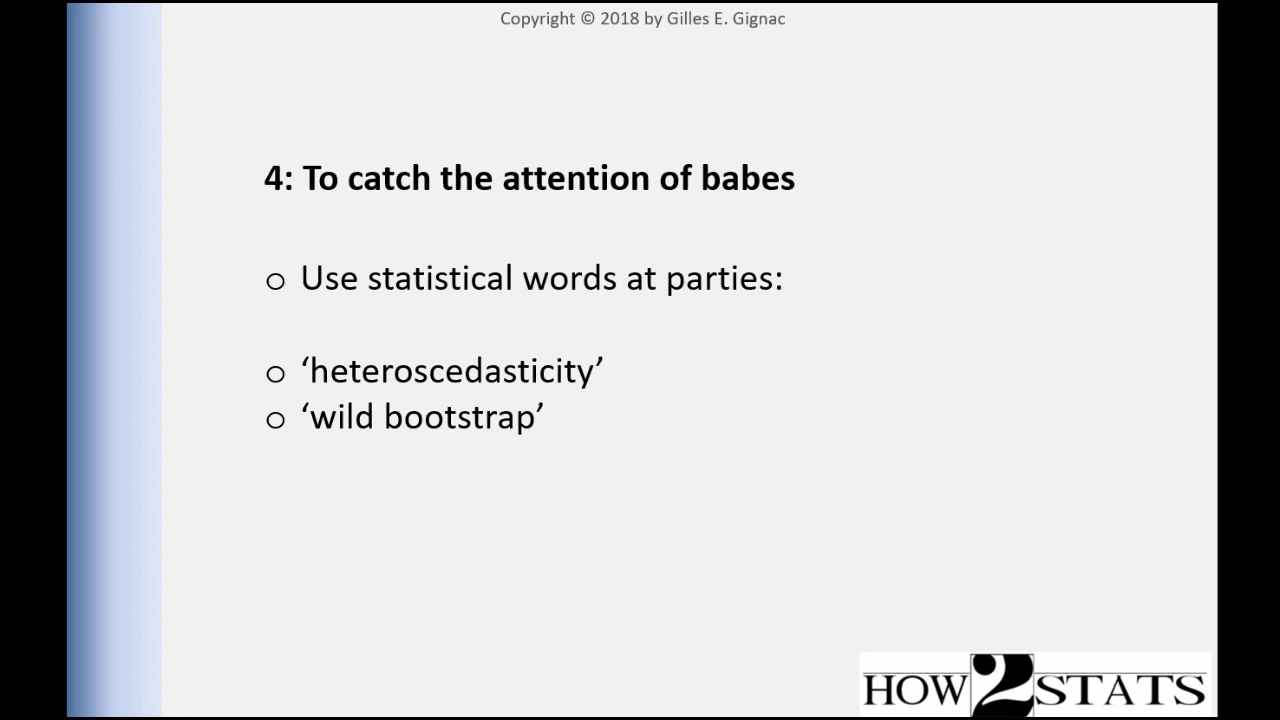 Copyright © 2018 by Gilles E. Gignac
4: To catch the attention of babes
o Use statistical words at parties:
o ‘heteroscedasticity’
o ‘wild bootstrap’
HOW2STATS